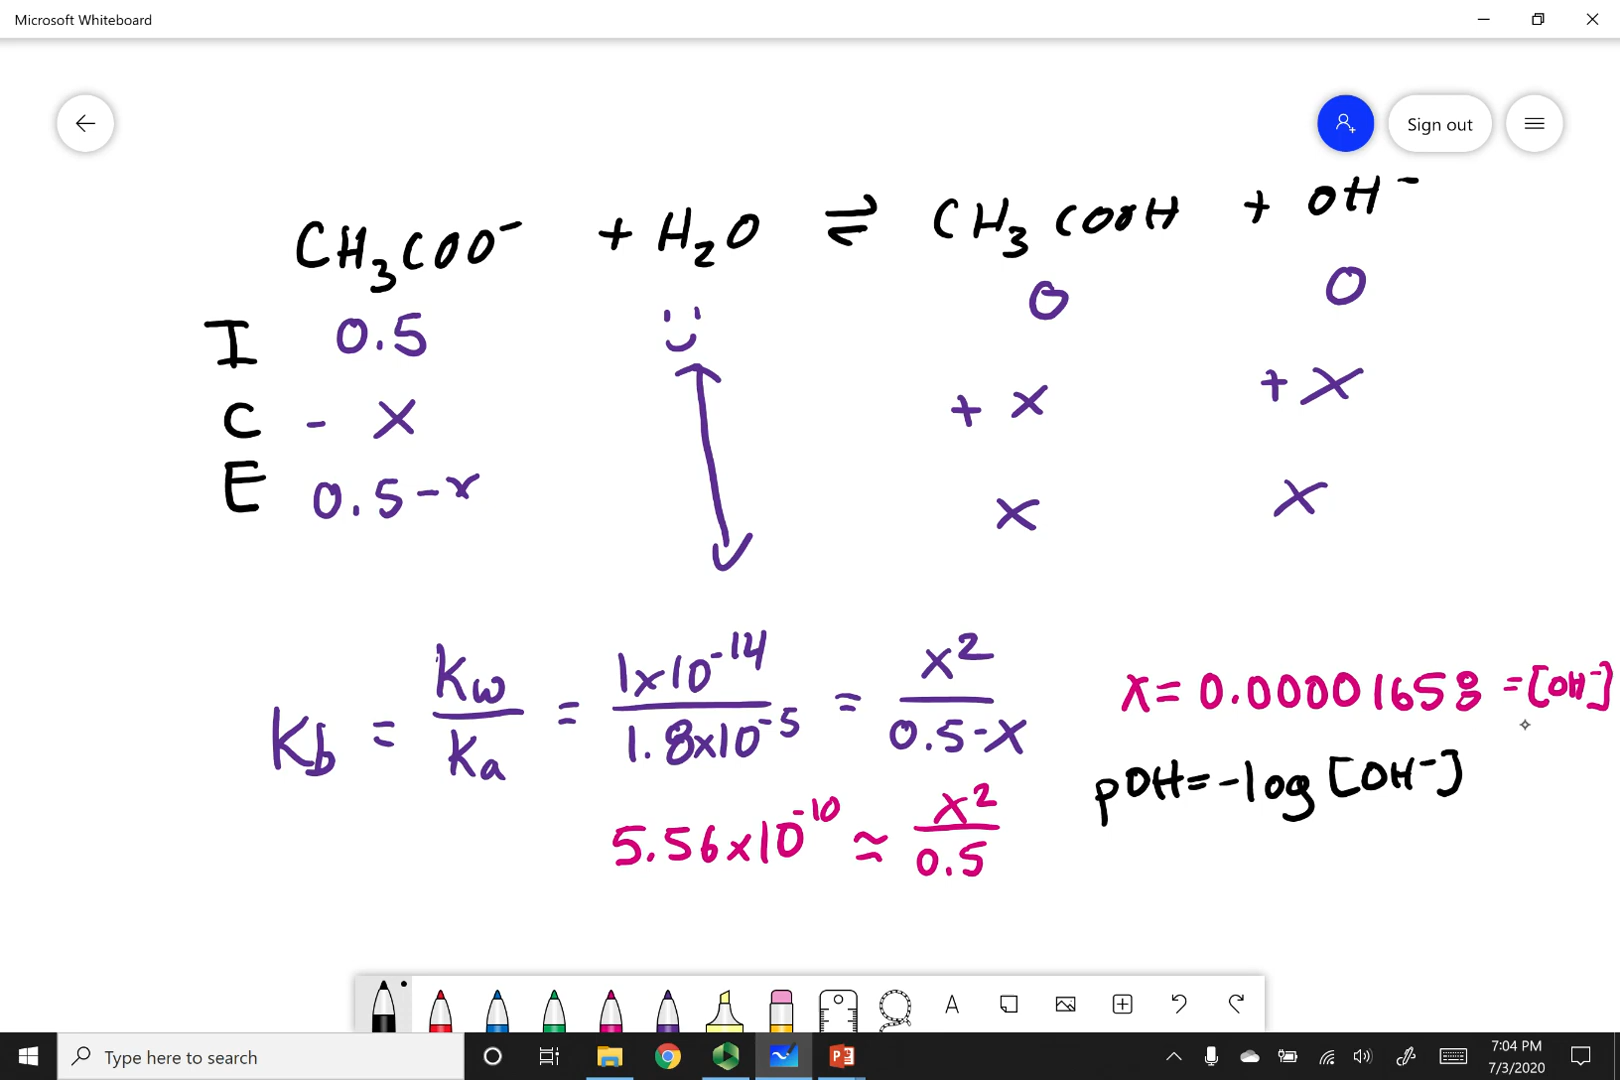 Microsoft Whiteboard
Sign out
CH₃COO⁻ + H₂O ⇌ CH₃COOH + OH⁻
I 0.5 0 0
C - x + x + x
E 0.5-x x x
Kb = Kw/Ka = 1x10⁻¹⁴/1.8x10⁻⁵ = x²/0.5-x
x = 0.00001658 = [OH⁻]
pOH = -log [OH⁻]
5.56x10⁻¹⁰ ≈ x²/0.5
A
Type here to search
7:04 PM
7/3/2020